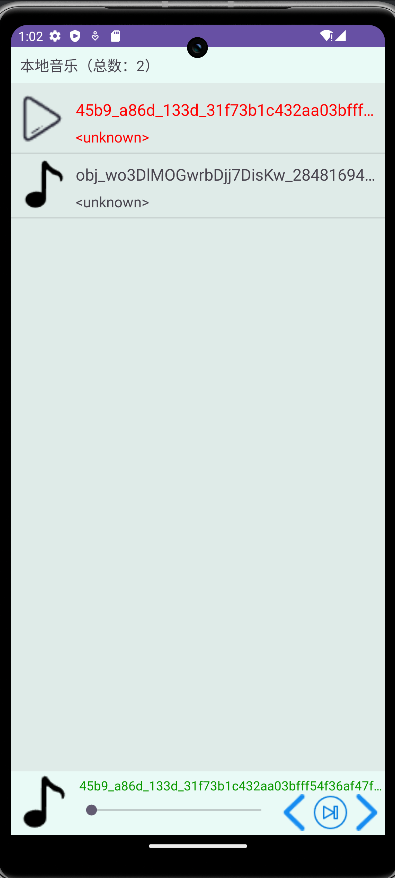 1:02
本地音乐（总数：2）
45b9_a86d_133d_31f73b1c432aa03bfff...
<unknown>
obj_wo3DlMOGwrbDjj7DisKw_28481694...
<unknown>
45b9_a86d_133d_31f73b1c432aa03bfff54f36af47f...